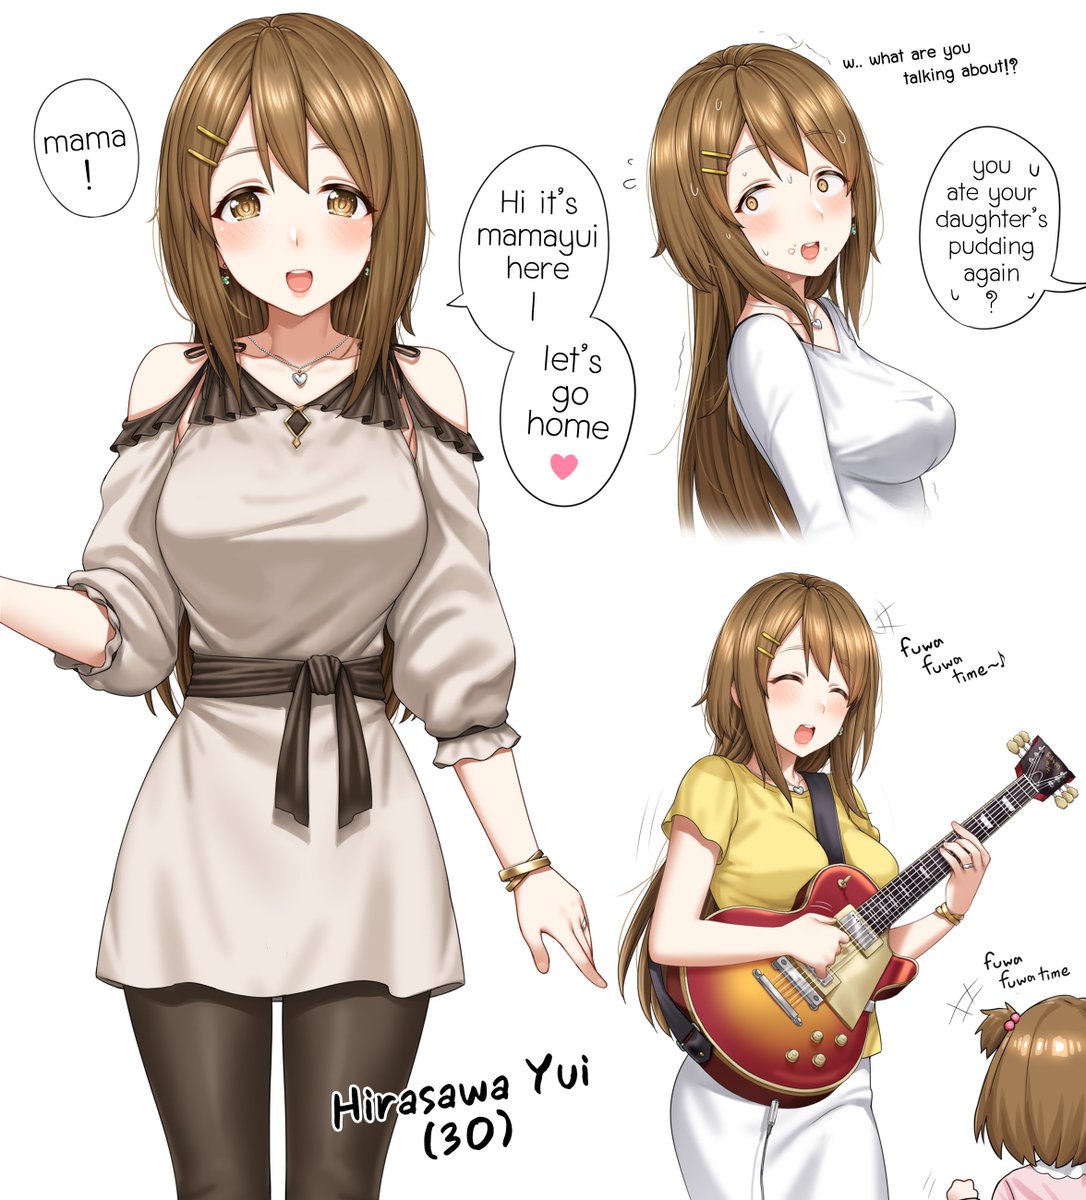 mama
!
Hi it's
mamayui
here
!
let's
go
home
w.. what are you
talking about!?
you
ate your
daughter's
pudding
again
?
fuwa
fuwa
time~♪
fuwa
fuwa time
Hirasawa Yui
(30)